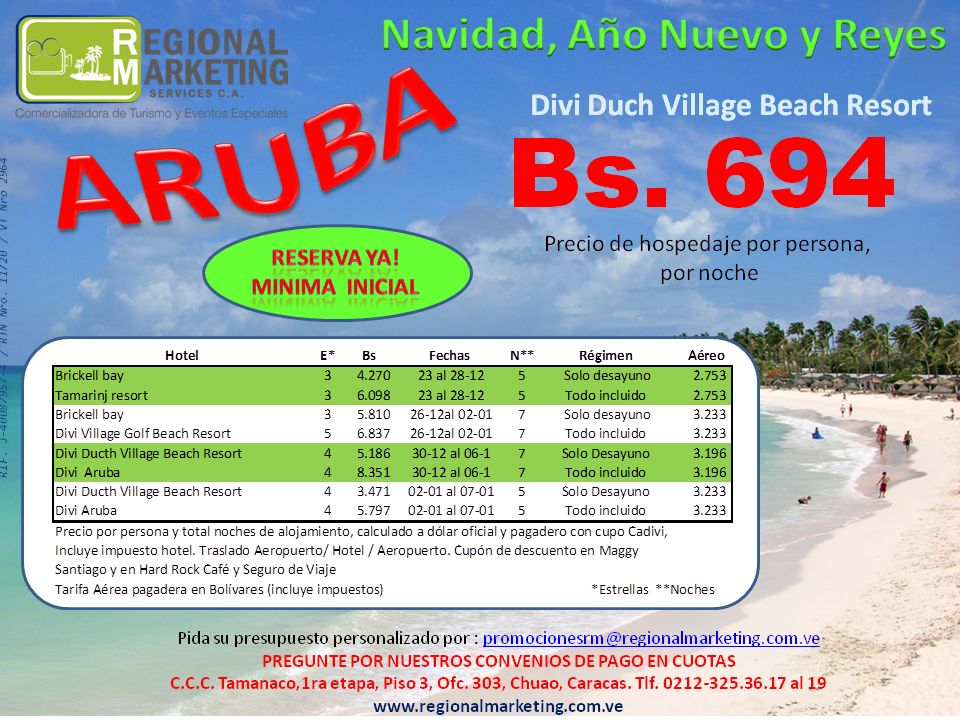 REGIONAL
MARKETING
SERVICES C.A.
Comercializadora de Turismo y Eventos Especiales
Navidad, Año Nuevo y Reyes
ARUBA
Divi Duch Village Beach Resort
Bs. 694
Precio de hospedaje por persona,
por noche
RESERVA YA!
MINIMA INICIAL
Hotel E* Bs Fechas N** Régimen Aéreo
Brickell bay 3 4.270 23 al 28-12 5 Solo desayuno 2.753
Tamarinj resort 3 6.098 23 al 28-12 5 Todo incluido 2.753
Brickell bay 3 5.810 26-12al 02-01 7 Solo desayuno 3.233
Divi Village Golf Beach Resort 5 6.837 26-12al 02-01 7 Todo incluido 3.233
Divi Ducth Village Beach Resort 4 5.186 30-12 al 06-1 7 Solo Desayuno 3.196
Divi Aruba 4 8.351 30-12 al 06-1 7 Todo incluido 3.196
Divi Ducth Village Beach Resort 4 3.471 02-01 al 07-01 5 Solo Desayuno 3.233
Divi Aruba 4 5.797 02-01 al 07-01 5 Todo incluido 3.233
Precio por persona y total noches de alojamiento, calculado a dólar oficial y pagadero con cupo Cadivi,
Incluye impuesto hotel. Traslado Aeropuerto/ Hotel / Aeropuerto. Cupón de descuento en Maggy
Santiago y en Hard Rock Café y Seguro de Viaje
Tarifa Aérea pagadera en Bolívares (incluye impuestos) *Estrellas **Noches
Pida su presupuesto personalizado por : promocionesrm@regionalmarketing.com.ve
PREGUNTE POR NUESTROS CONVENIOS DE PAGO EN CUOTAS
C.C.C. Tamanaco,1ra etapa, Piso 3, Ofc. 303, Chuao, Caracas. Tlf. 0212-325.36.17 al 19
www.regionalmarketing.com.ve
/ RTN Nro. 11/20 / VT Nro 2964